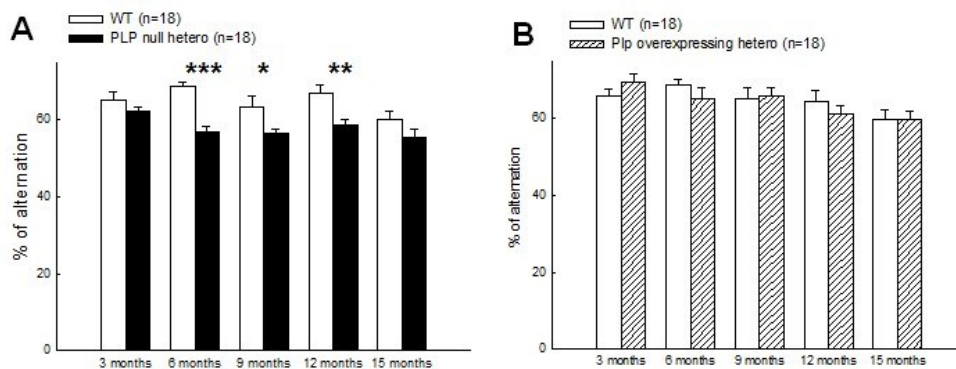 A
WT (n=18)
PLP null hetero (n=18)
*** * **
60
40
20
0
% of alternation
3 months 6 months 9 months 12 months 15 months
B
WT (n=18)
Plp overexpressing hetero (n=18)
60
40
20
0
% of alternation
3 months 6 months 9 months 12 months 15 months